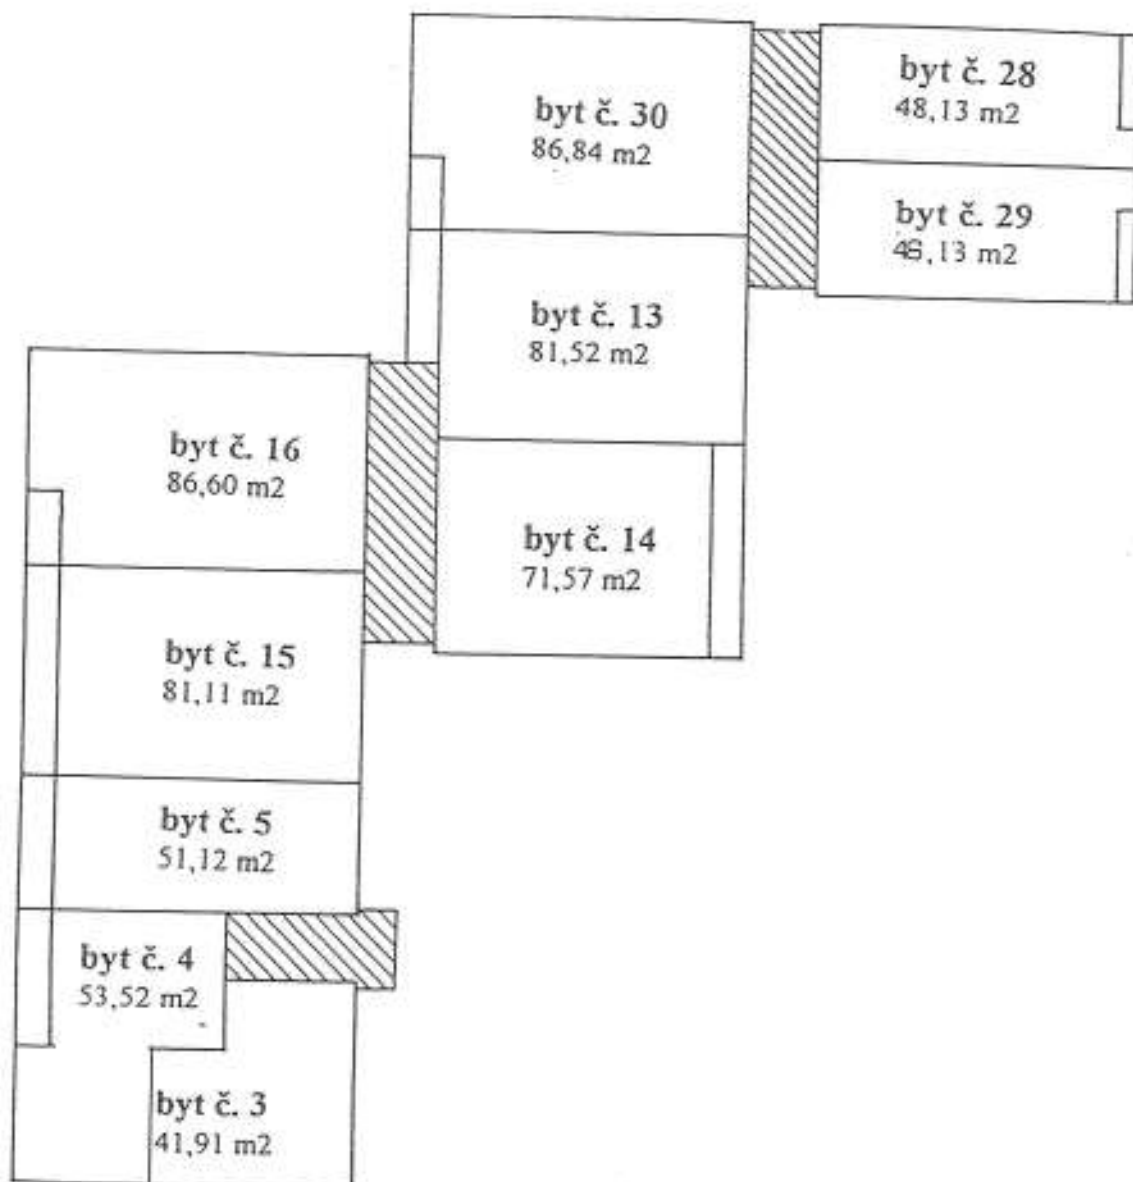 byt č. 30
86,84 m2
byt č. 28
48,13 m2
byt č. 29
48,13 m2
byt č. 13
81,52 m2
byt č. 16
86,60 m2
byt č. 14
71,57 m2
byt č. 15
81,11 m2
byt č. 5
51,12 m2
byt č. 4
53,52 m2
byt č. 3
41,91 m2